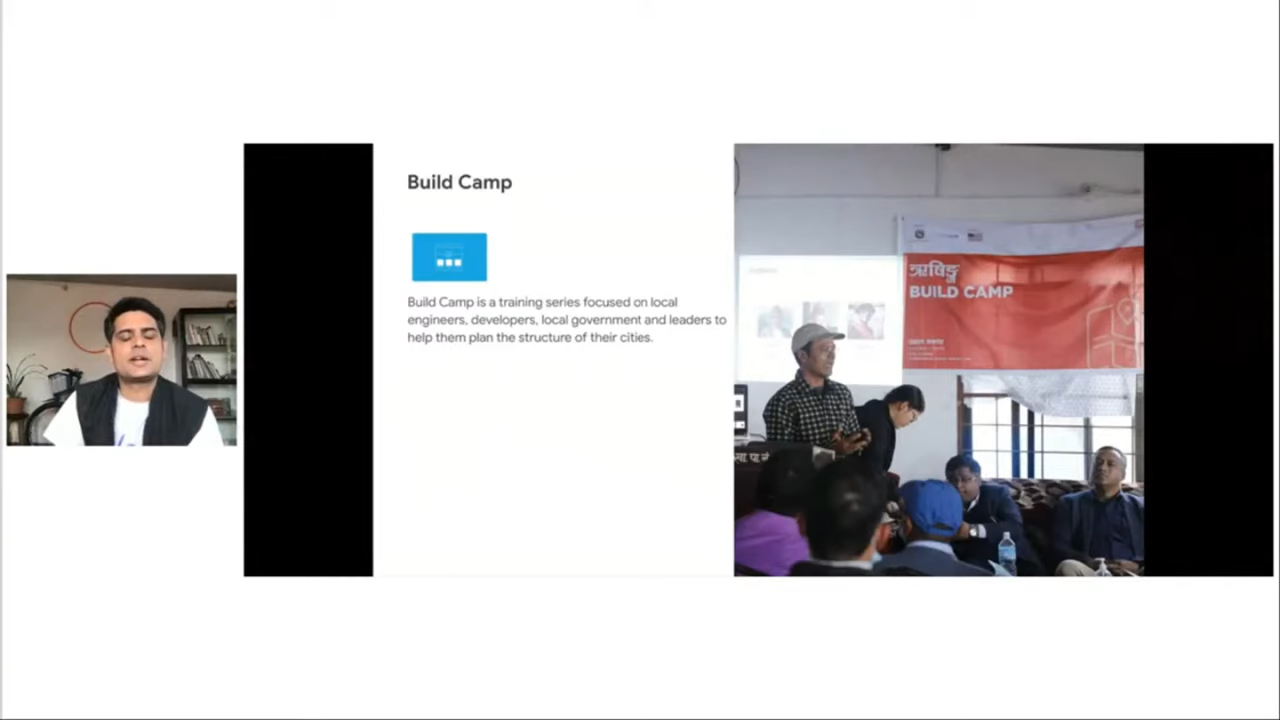 Build Camp
Build Camp is a training series focused on local
engineers, developers, local government and leaders to
help them plan the structure of their cities.
ऋषिङ्ग
BUILD CAMP